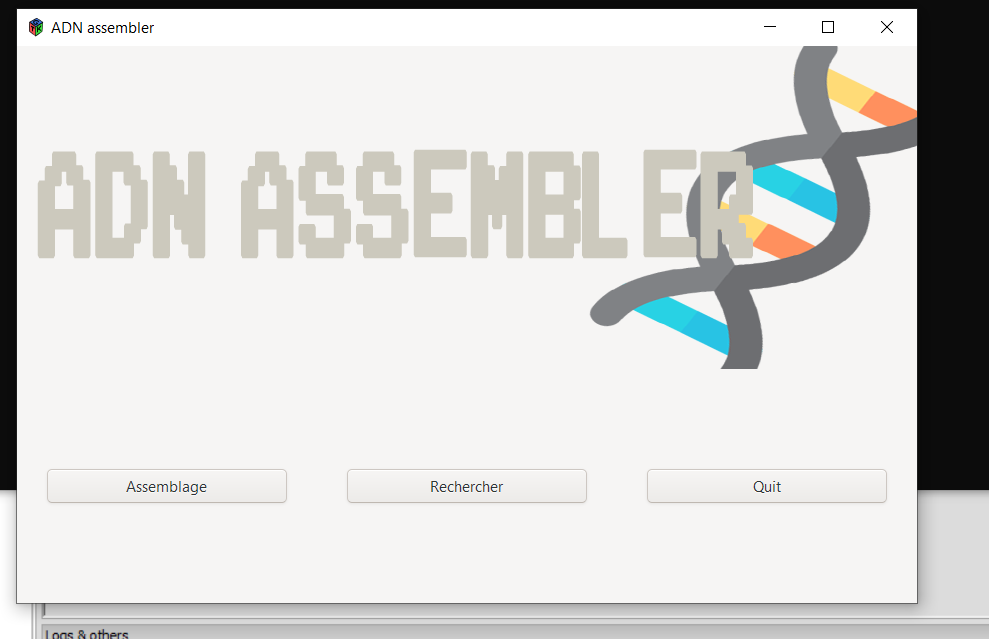 ADN assembler
ADN ASSEMBLER
Assemblage
Rechercher
Quit
Logs & others